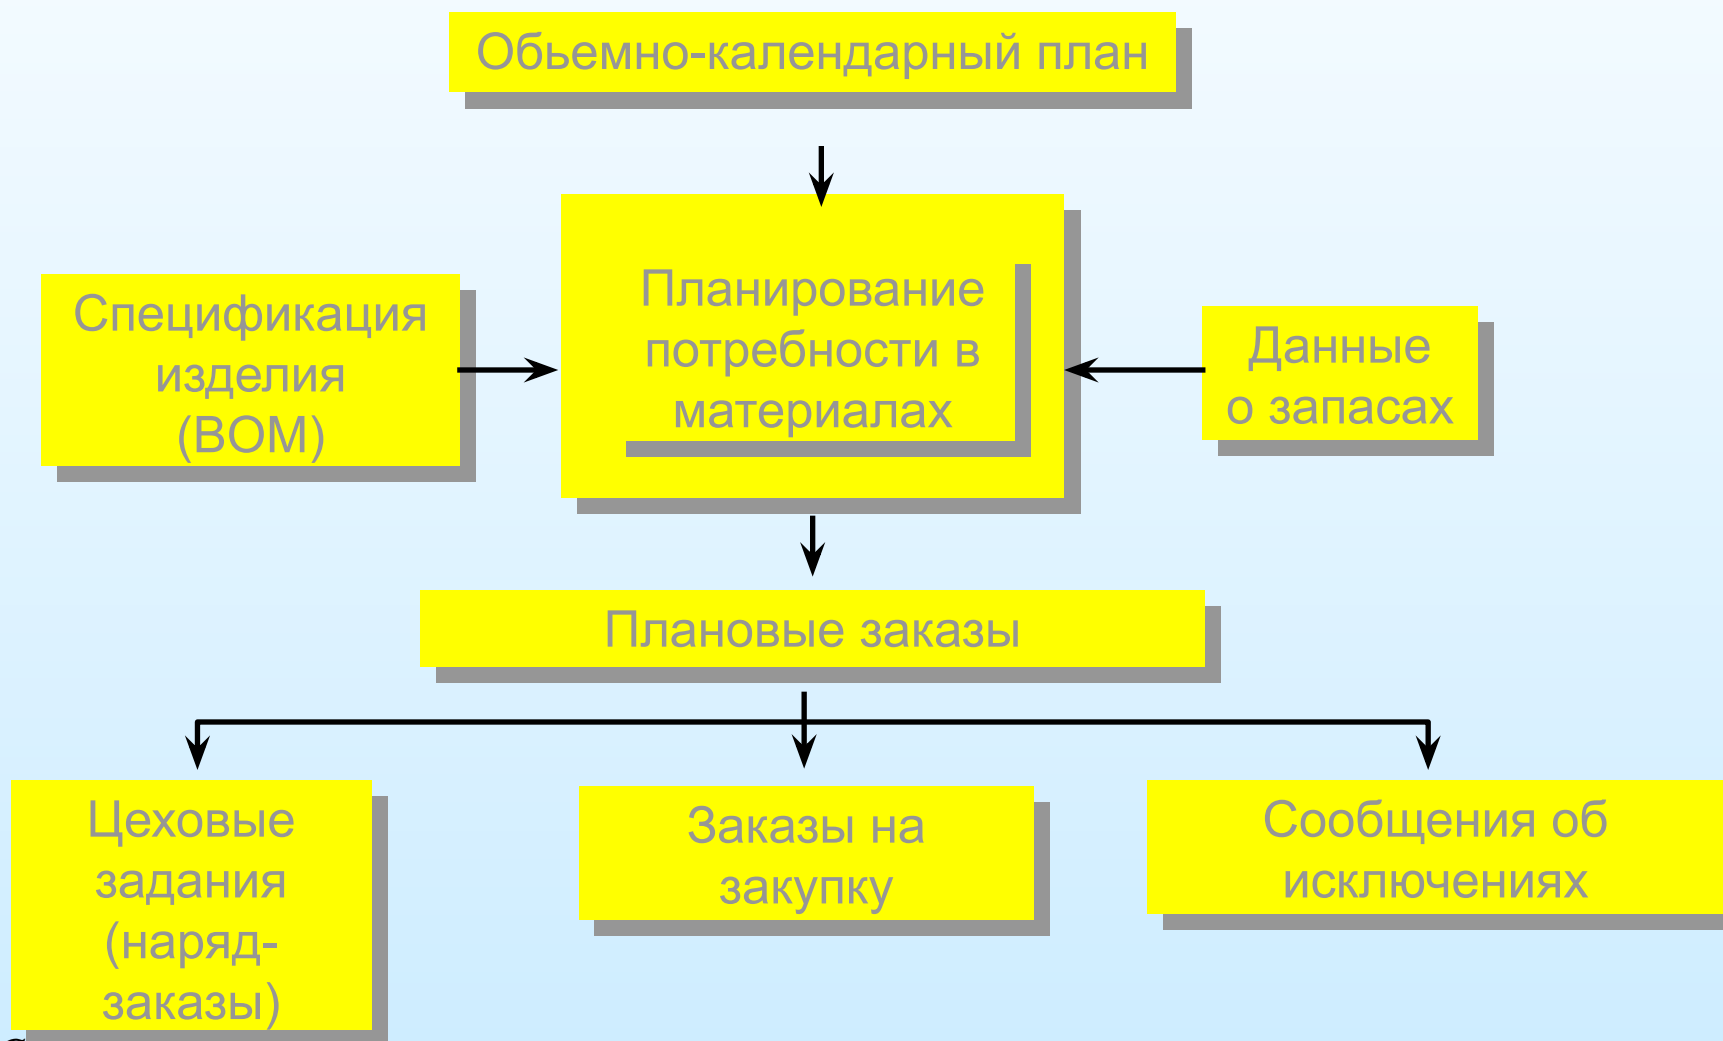 Обьемно-календарный план
Спецификация
изделия
(BOM)
Планирование
потребности в
материалах
Данные
о запасах
Плановые заказы
Цеховые
задания
(наряд-
заказы)
Заказы на
закупку
Сообщения об
исключениях